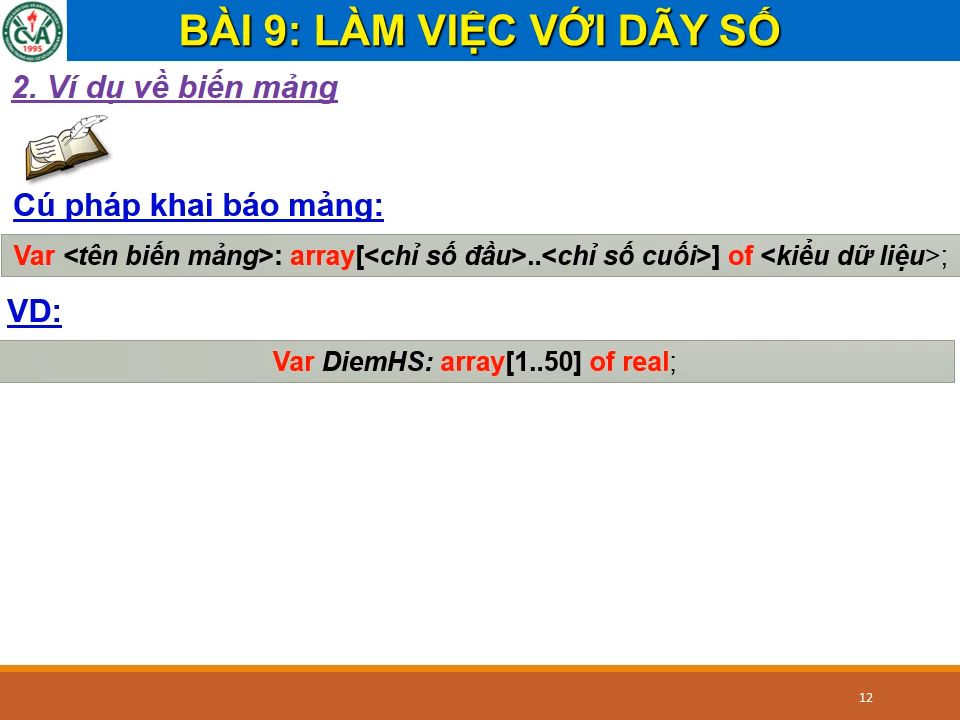 BÀI 9: LÀM VIỆC VỚI DÃY SỐ
CVA
1995
2. Ví dụ về biến mảng
Cú pháp khai báo mảng:
Var <tên biến mảng>: array[<chỉ số đầu>..<chỉ số cuối>] of <kiểu dữ liệu>;
VD:
Var DiemHS: array[1..50] of real;
12